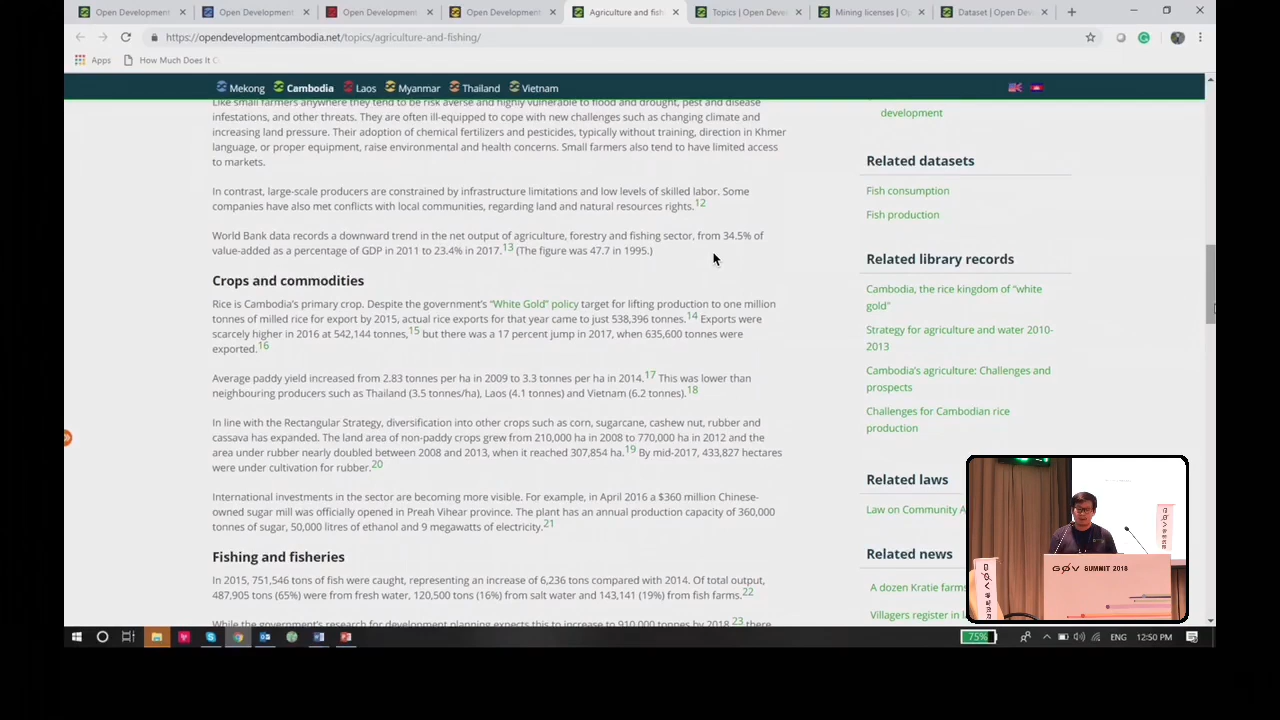 Open Development
Open Development
Open Development
Open Development
Agriculture and fish
Topics | Open Deve
Mining licenses | O
Dataset | Open Dev
https://opendevelopmentcambodia.net/topics/agriculture-and-fishing/
Apps
How Much Does It C
Mekong
Cambodia
Laos
Myanmar
Thailand
Vietnam
Like small farmers anywhere they tend to be risk averse and highly vulnerable to flood and drought, pest and disease
infestations, and other threats. They are often ill-equipped to cope with new challenges such as changing climate and
increasing land pressure. Their adoption of chemical fertilizers and pesticides, typically without training, direction in Khmer
language, or proper equipment, raise environmental and health concerns. Small farmers also tend to have limited access
to markets.
In contrast, large-scale producers are constrained by infrastructure limitations and low levels of skilled labor. Some
companies have also met conflicts with local communities, regarding land and natural resources rights.12
World Bank data records a downward trend in the net output of agriculture, forestry and fishing sector, from 34.5% of
value-added as a percentage of GDP in 2011 to 23.4% in 2017.13 (The figure was 47.7 in 1995.)
Crops and commodities
Rice is Cambodia's primary crop. Despite the government's "White Gold" policy target for lifting production to one million
tonnes of milled rice for export by 2015, actual rice exports for that year came to just 538,396 tonnes.14 Exports were
scarcely higher in 2016 at 542,144 tonnes,15 but there was a 17 percent jump in 2017, when 635,600 tonnes were
exported.16
Average paddy yield increased from 2.83 tonnes per ha in 2009 to 3.3 tonnes per ha in 2014.17 This was lower than
neighbouring producers such as Thailand (3.5 tonnes/ha), Laos (4.1 tonnes) and Vietnam (6.2 tonnes).18
In line with the Rectangular Strategy, diversification into other crops such as corn, sugarcane, cashew nut, rubber and
cassava has expanded. The land area of non-paddy crops grew from 210,000 ha in 2008 to 770,000 ha in 2012 and the
area under rubber nearly doubled between 2008 and 2013, when it reached 307,854 ha.19 By mid-2017, 433,827 hectares
were under cultivation for rubber.20
International investments in the sector are becoming more visible. For example, in April 2016 a $360 million Chinese-
owned sugar mill was officially opened in Preah Vihear province. The plant has an annual production capacity of 360,000
tonnes of sugar, 50,000 litres of ethanol and 9 megawatts of electricity.21
Fishing and fisheries
In 2015, 751,546 tons of fish were caught, representing an increase of 6,236 tons compared with 2014. Of total output,
487,905 tons (65%) were from fresh water, 120,500 tons (16%) from salt water and 143,141 (19%) from fish farms.22
While the government's research for development planning expects this to increase to 910,000 tonnes by 2018,23 there
development
Related datasets
Fish consumption
Fish production
Related library records
Cambodia, the rice kingdom of "white
gold"
Strategy for agriculture and water 2010-
2013
Cambodia's agriculture: Challenges and
prospects
Challenges for Cambodian rice
production
Related laws
Law on Community A
Related news
A dozen Kratie farms
Villagers register in l
GØV SUMMIT 2018
75%
ENG
12:50 PM